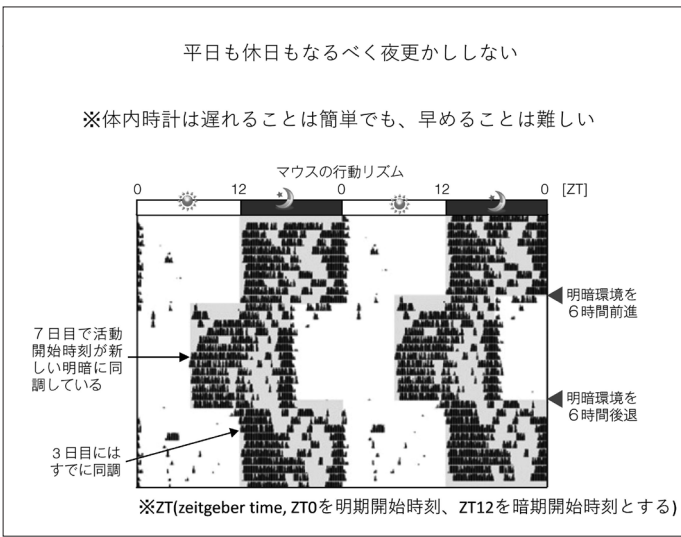 平日も休日もなるべく夜更かししない
※体内時計は遅れることは簡単でも、早めることは難しい
マウスの行動リズム
0 12 0 12 0 [ZT]
明暗環境を
６時間前進
７日目で活動
開始時刻が新
しい明暗に同
調している
明暗環境を
６時間後退
３日目には
すでに同調
※ZT(zeitgeber time, ZT0を明期開始時刻、ZT12を暗期開始時刻とする)